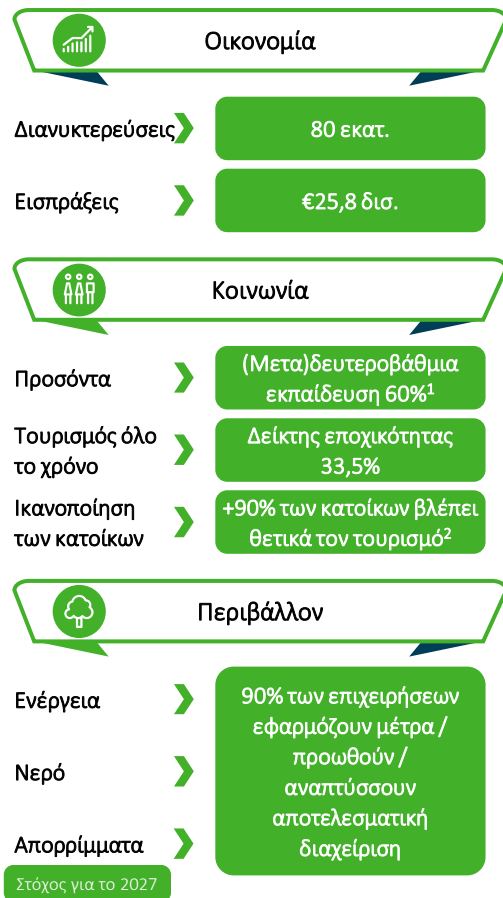 Οικονομία
Διανυκτερεύσεις
80 εκατ.
Εισπράξεις
€25,8 δισ.
Κοινωνία
Προσόντα
(Μετα)δευτεροβάθμια
εκπαίδευση 60%¹
Τουρισμός όλο
το χρόνο
Δείκτης εποχικότητας
33,5%
Ικανοποίηση
των κατοίκων
+90% των κατοίκων βλέπει
θετικά τον τουρισμό²
Περιβάλλον
Ενέργεια
Νερό
Απορρίμματα
90% των επιχειρήσεων
εφαρμόζουν μέτρα /
προωθούν /
αναπτύσσουν
αποτελεσματική
διαχείριση
Στόχος για το 2027